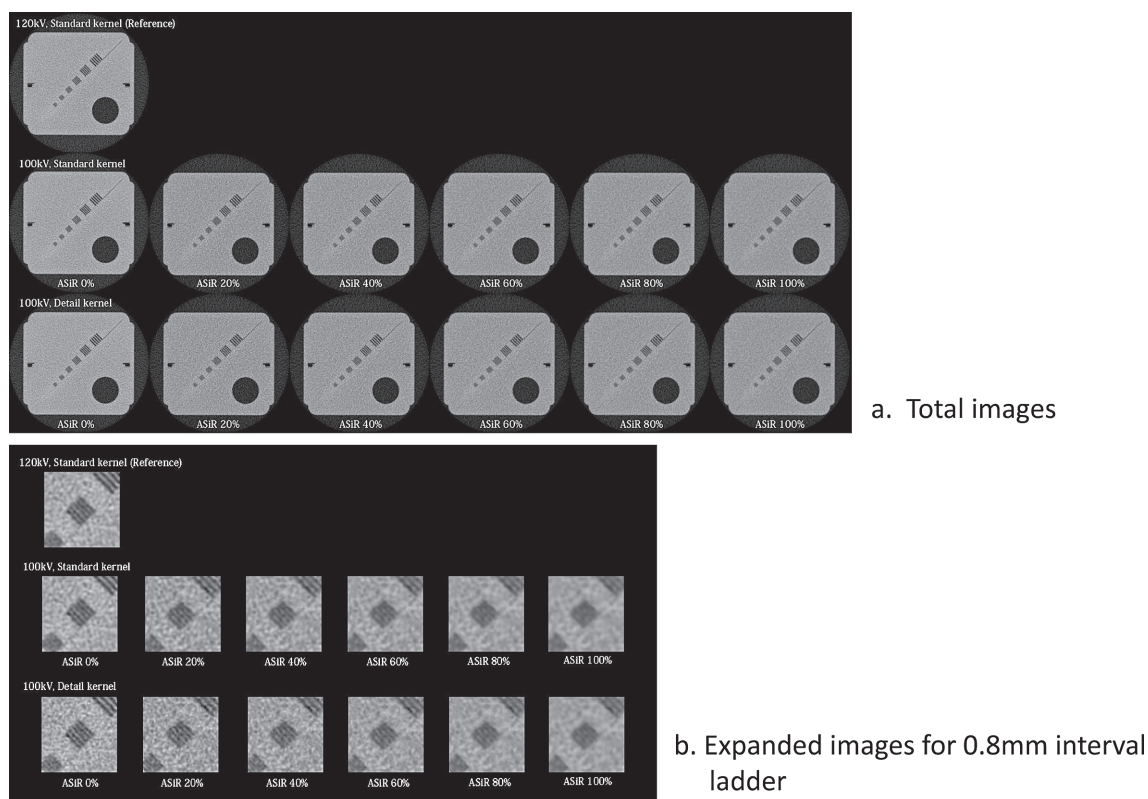 120kV, Standard kernel (Reference)
100kV, Standard kernel
ASiR 0% ASiR 20% ASiR 40% ASiR 60% ASiR 80% ASiR 100%
100kV, Detail kernel
ASiR 0% ASiR 20% ASiR 40% ASiR 60% ASiR 80% ASiR 100%
a. Total images
120kV, Standard kernel (Reference)
100kV, Standard kernel
ASiR 0% ASiR 20% ASiR 40% ASiR 60% ASiR 80% ASiR 100%
100kV, Detail kernel
ASiR 0% ASiR 20% ASiR 40% ASiR 60% ASiR 80% ASiR 100%
b. Expanded images for 0.8mm interval
ladder